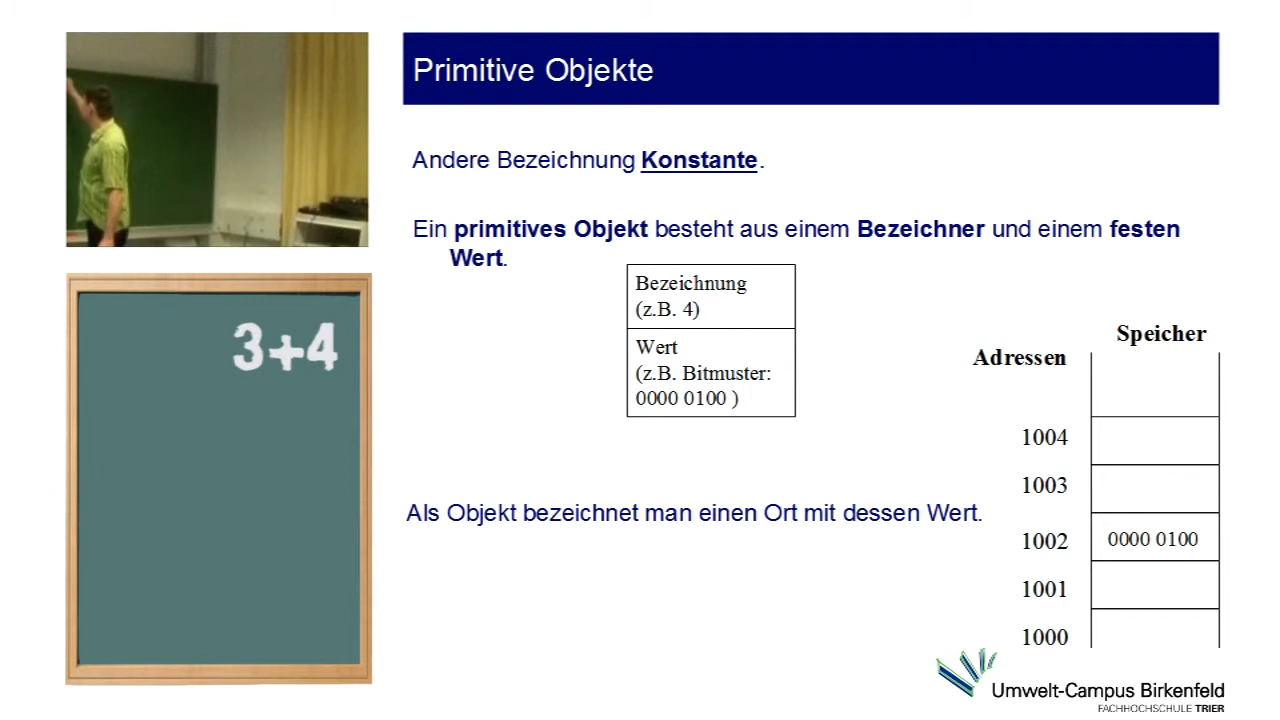 Primitive Objekte
Andere Bezeichnung Konstante.
Ein primitives Objekt besteht aus einem Bezeichner und einem festen
Wert.
Bezeichnung
(z.B. 4)
Wert
(z.B. Bitmuster:
0000 0100 )
3+4
Als Objekt bezeichnet man einen Ort mit dessen Wert.
Speicher
Adressen
1004
1003
1002 0000 0100
1001
1000
Umwelt-Campus Birkenfeld
FACHHOCHSCHULE TRIER